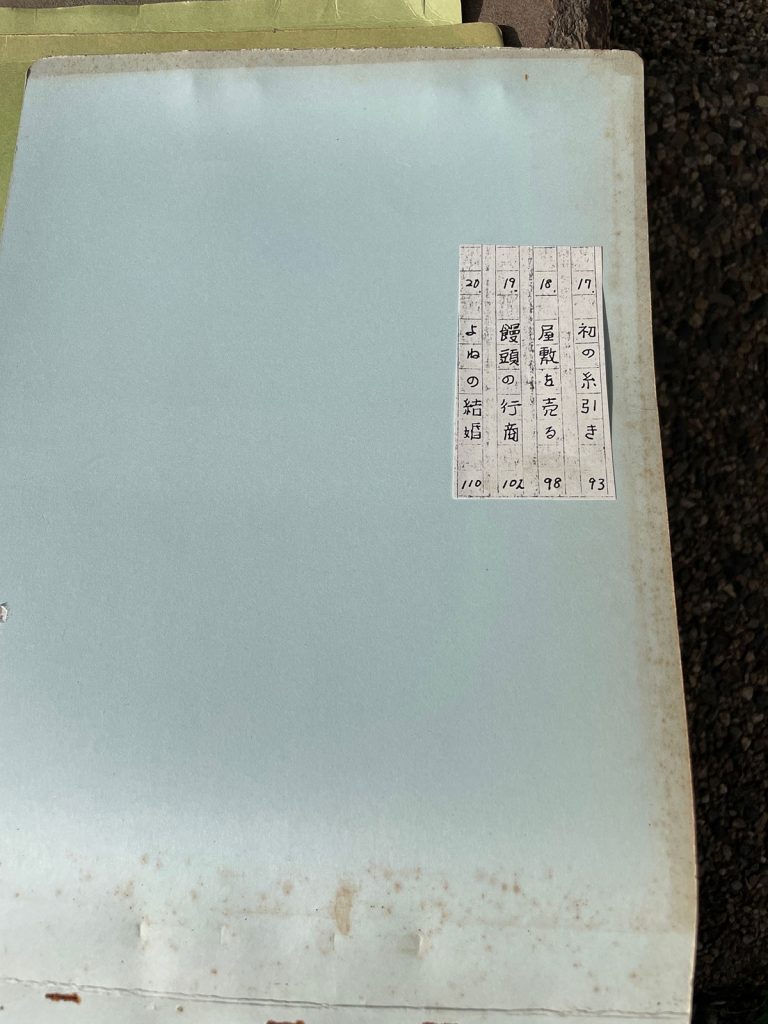 17. 初の糸引き 93
18. 屋敷を売る 98
19. 饅頭の行商 102
20. よねの結婚 110